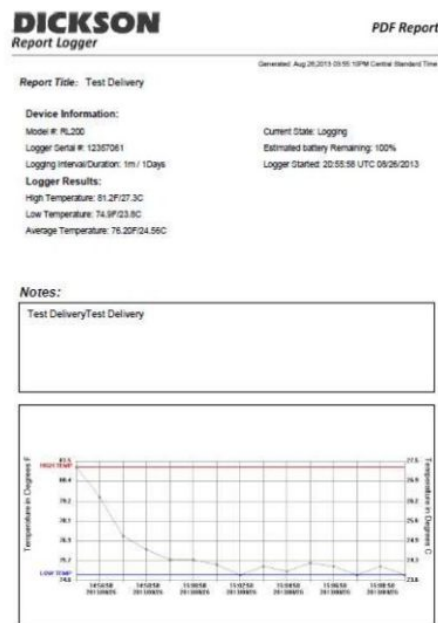 DICKSON
Report Logger
PDF Report
Generated: Aug 26,2013 03:55:10PM Central Standard Time
Report Title: Test Delivery
Device Information:
Model #: RL200
Current State: Logging
Logger Serial #: 12357061
Estimated battery Remaining: 100%
Logging Interval/Duration: 1m / 1Days
Logger Started: 20:55:58 UTC 08/26/2013
Logger Results:
High Temperature: 81.2F/27.3C
Low Temperature: 74.9F/23.8C
Average Temperature: 76.20F/24.56C
Notes:
Test DeliveryTest Delivery
Temperature in Degrees F
Temperature in Degrees C
HIGH TEMP
LOW TEMP